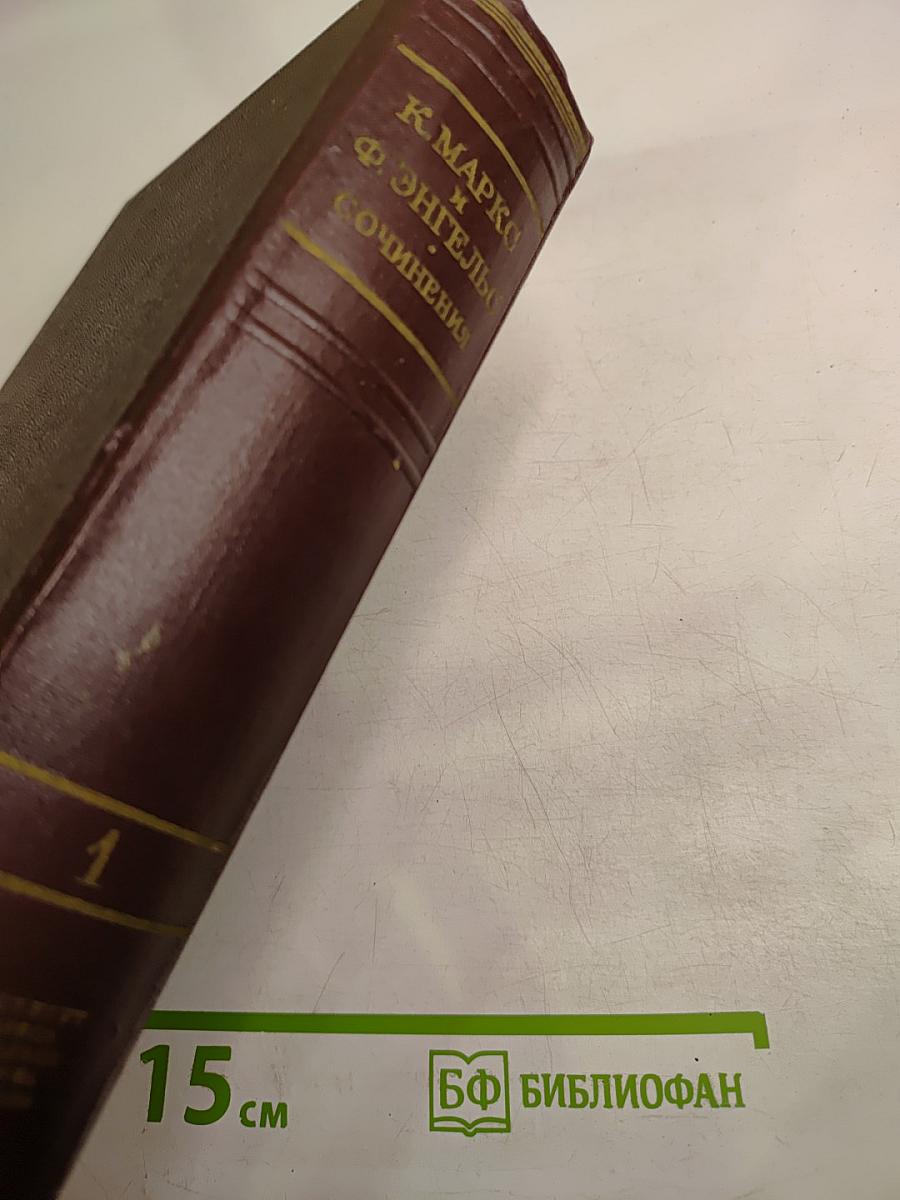 К. МАРКС
и
Ф. ЭНГЕЛЬС
СОЧИНЕНИЯ
1
15 см
БФ БИБЛИОФАН